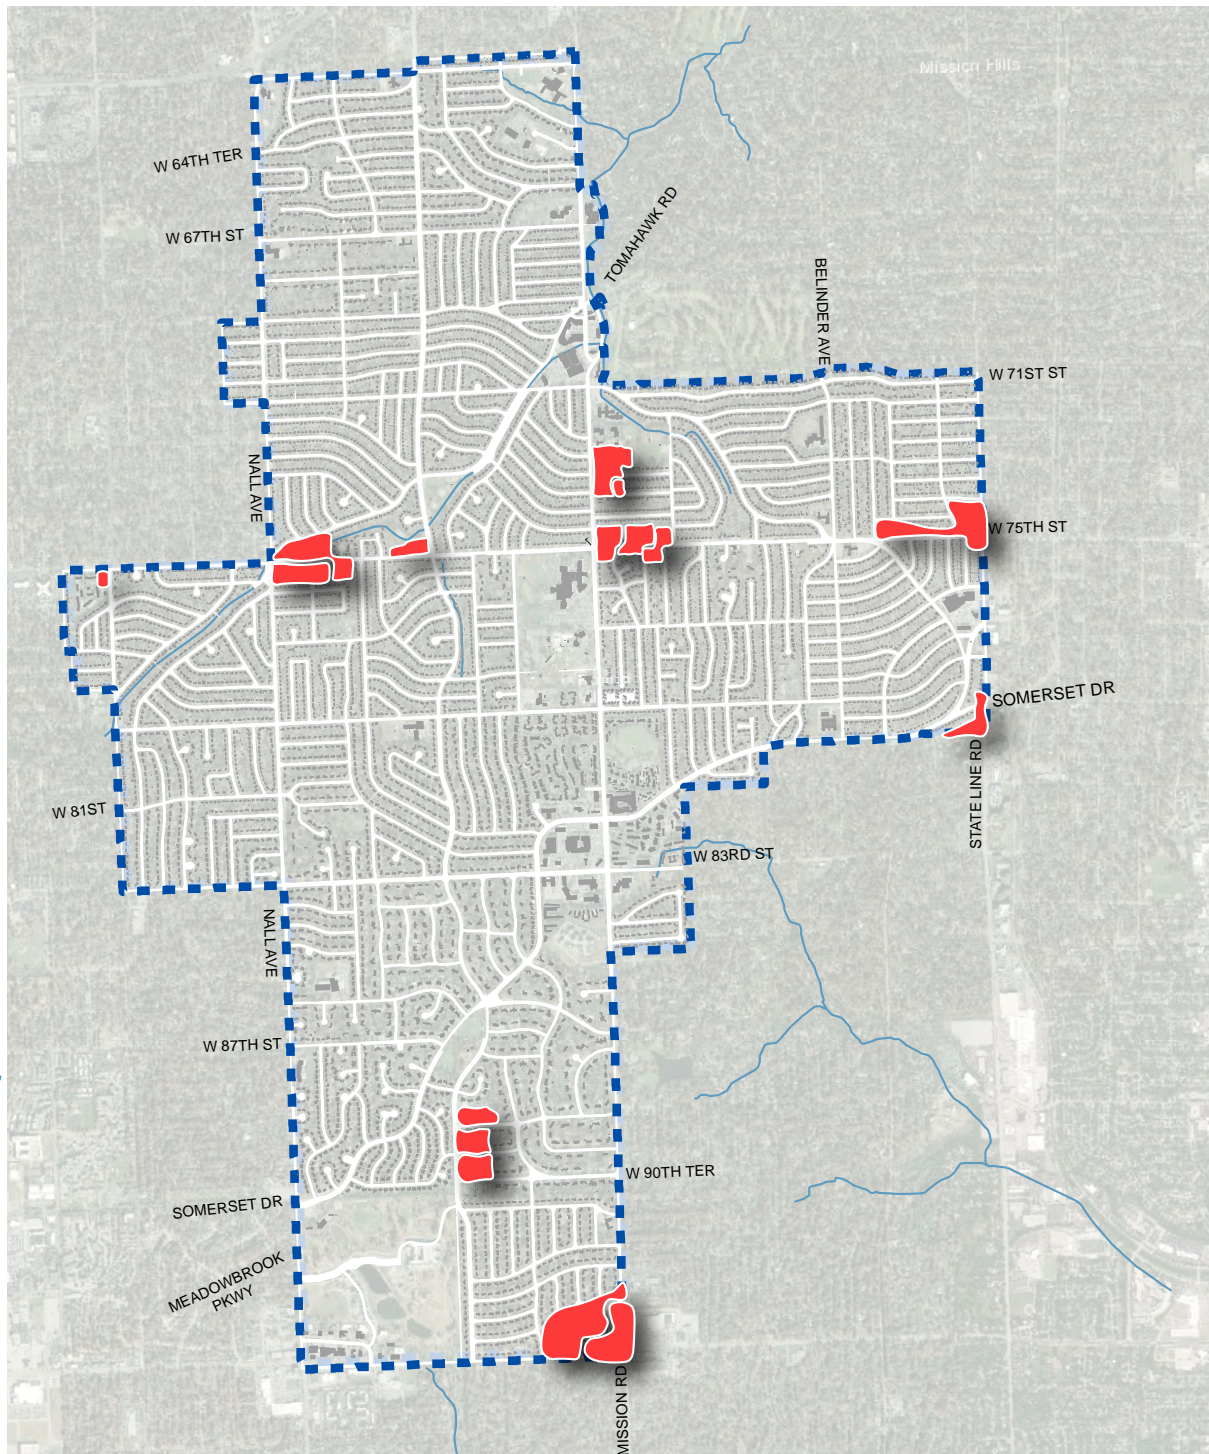 Mission Hills
W 64TH TER
TOMAHAWK RD
W 67TH ST
BELINDER AVE
W 71ST ST
NALL AVE
W 75TH ST
SOMERSET DR
STATE LINE RD
W 81ST
W 83RD ST
NALL AVE
W 87TH ST
W 90TH TER
SOMERSET DR
MEADOWBROOK
PKWY
MISSION RD